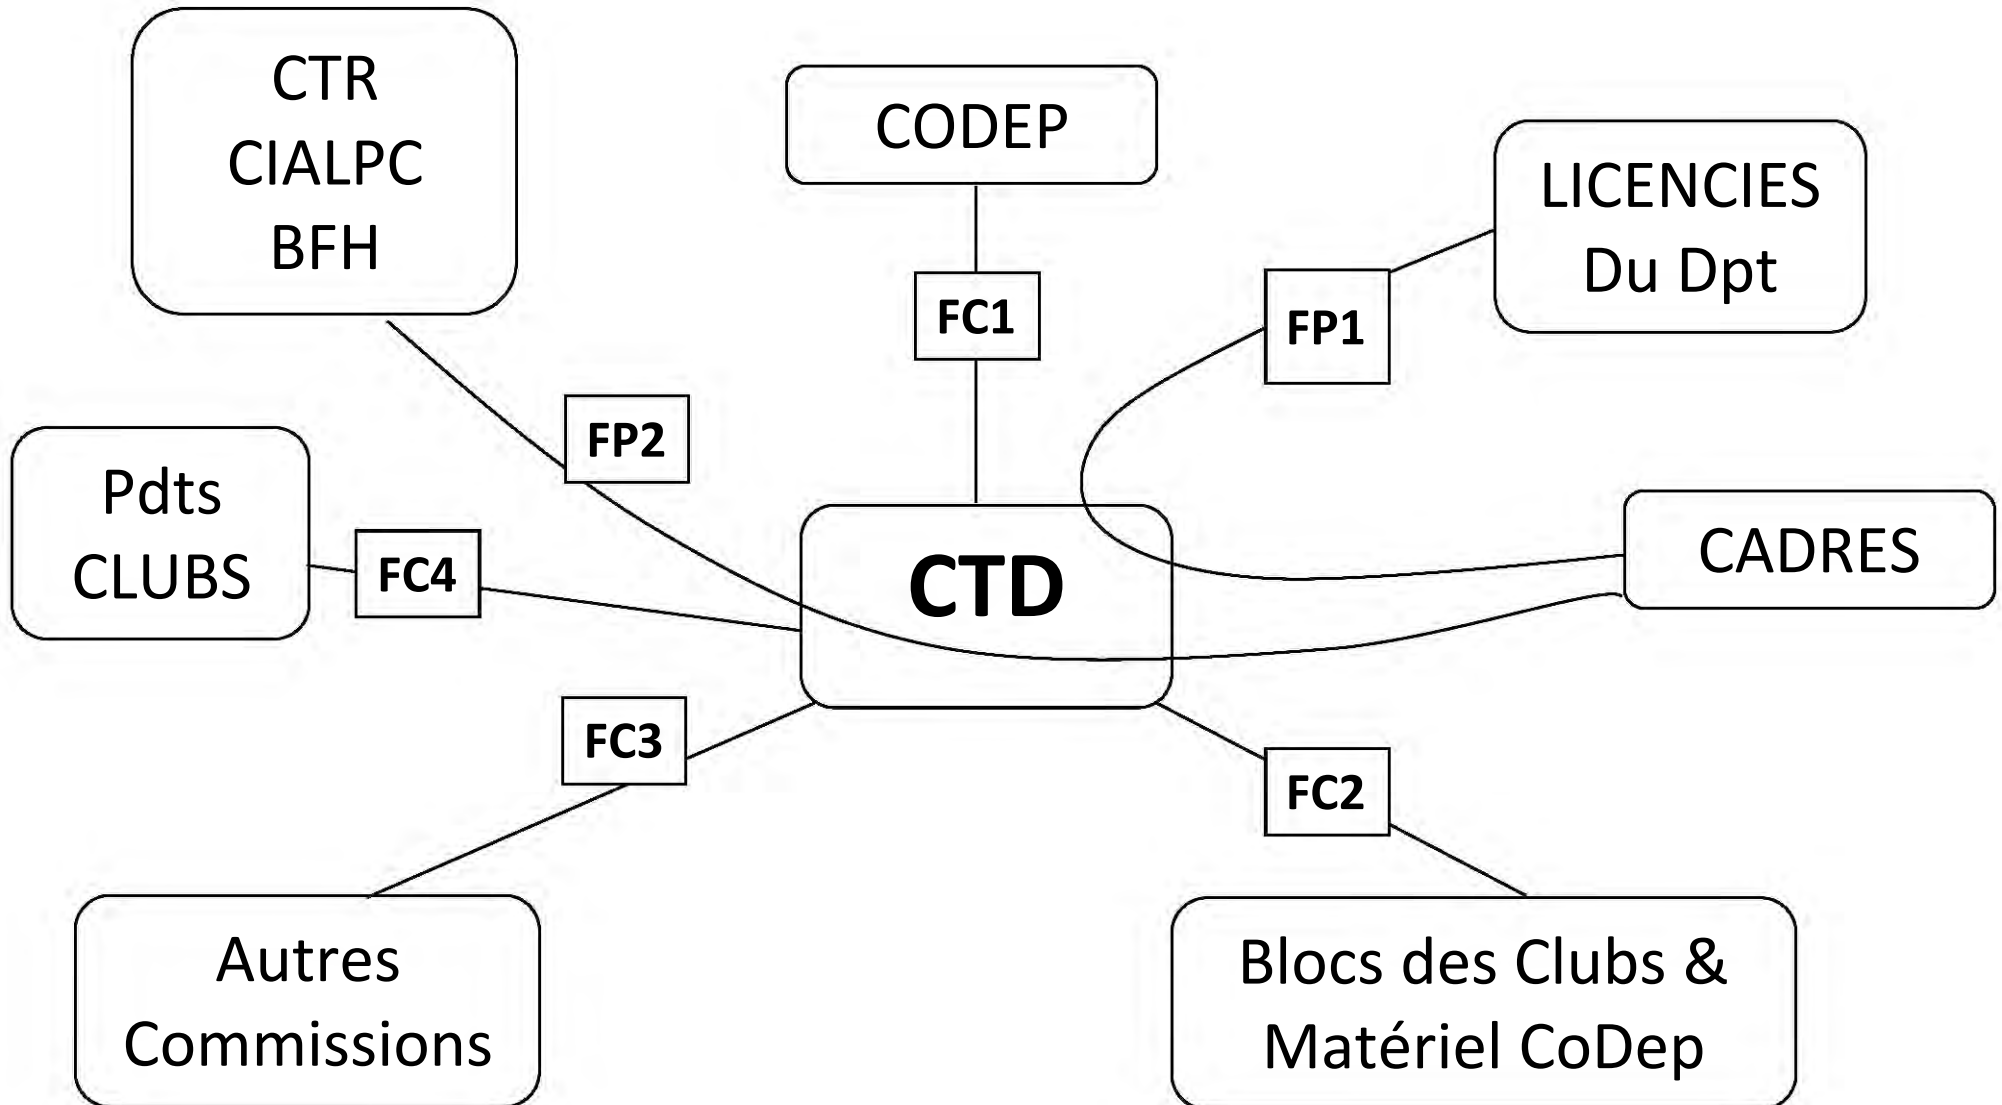 CTR
CIALPC
BFH
CODEP
LICENCIES
Du Dpt
FC1
FP1
FP2
Pdts
CLUBS
FC4
CTD
CADRES
FC3
FC2
Autres
Commissions
Blocs des Clubs &
Matériel CoDep